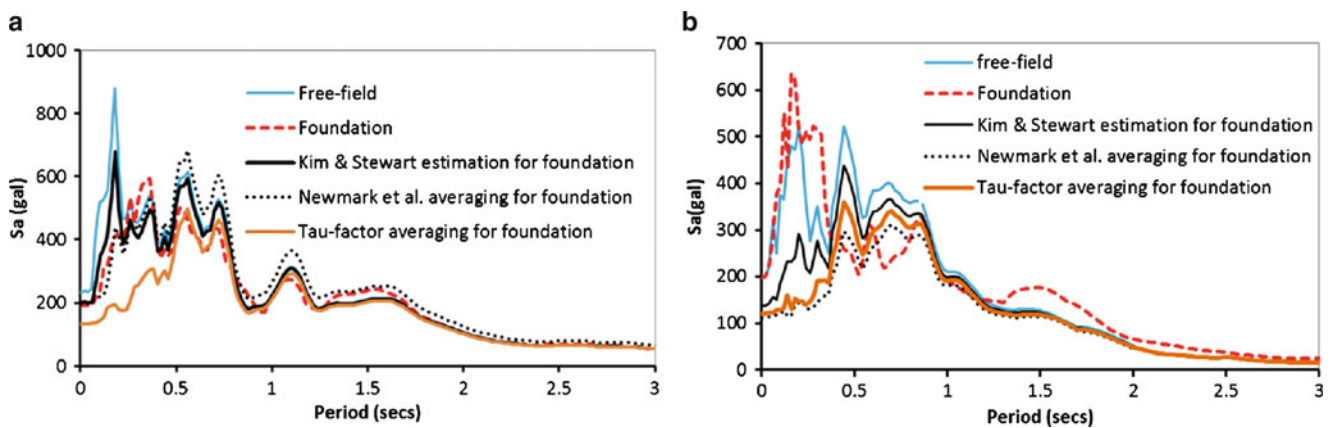 a
1000
800
600
400
200
0
Sa (gal)
Free-field
Foundation
Kim & Stewart estimation for foundation
Newmark et al. averaging for foundation
Tau-factor averaging for foundation
0 0.5 1 1.5 2 2.5 3
Period (secs)
b
700
600
500
400
300
200
100
0
Sa(gal)
free-field
Foundation
Kim & Stewart estimation for foundation
Newmark et al. averaging for foundation
Tau-factor averaging for foundation
0 0.5 1 1.5 2 2.5 3
Period (secs)